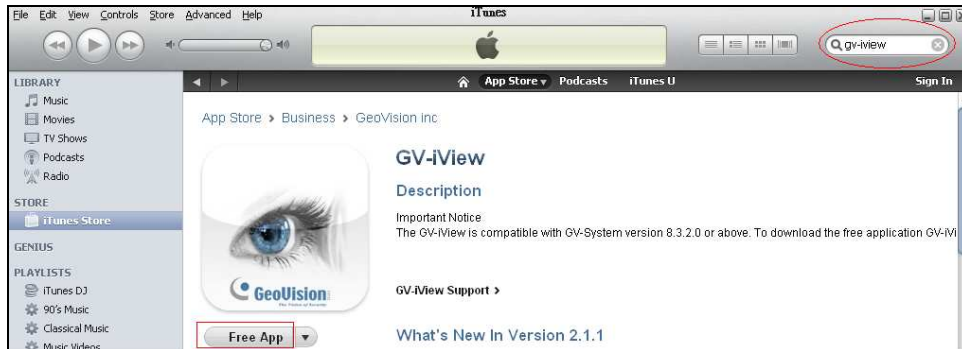 iTunes
File Edit View Controls Store Advanced Help
gv-iview
LIBRARY
Music
Movies
TV Shows
Podcasts
Radio
STORE
iTunes Store
GENIUS
PLAYLISTS
iTunes DJ
90's Music
Classical Music
Music Videos
App Store Podcasts iTunes U Sign In
App Store > Business > GeoVision inc
GeoVision
GV-iView
Description
Important Notice
The GV-iView is compatible with GV-System version 8.3.2.0 or above. To download the free application GV-iVi
GV-iView Support >
Free App
What's New In Version 2.1.1